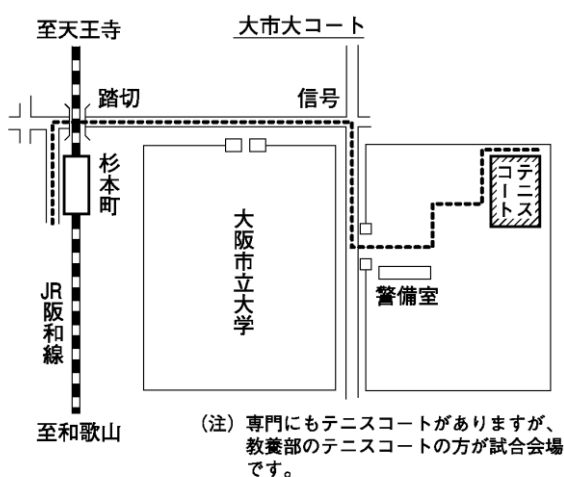 至天王寺
大市大コート
踏切
信号
杉本町
テニス
コート
大阪市立大学
警備室
JR阪和線
至和歌山
(注) 専門にもテニスコートがありますが、
教養部のテニスコートの方が試合会場
です。